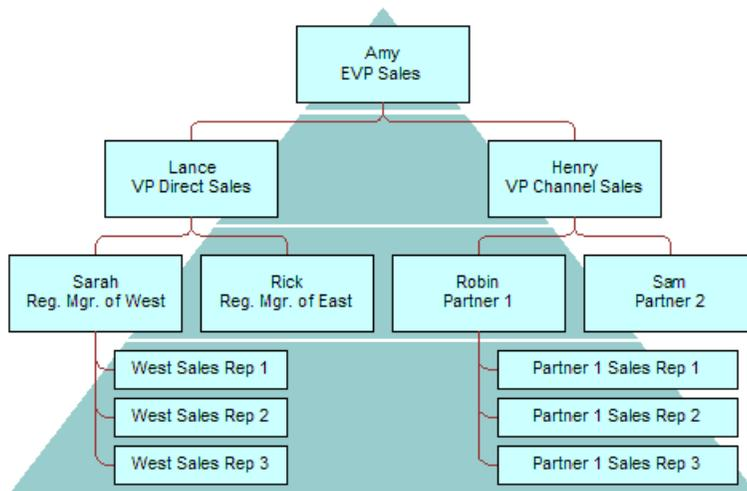 Amy
EVP Sales
Lance
VP Direct Sales
Henry
VP Channel Sales
Sarah
Reg. Mgr. of West
Rick
Reg. Mgr. of East
Robin
Partner 1
Sam
Partner 2
West Sales Rep 1
West Sales Rep 2
West Sales Rep 3
Partner 1 Sales Rep 1
Partner 1 Sales Rep 2
Partner 1 Sales Rep 3